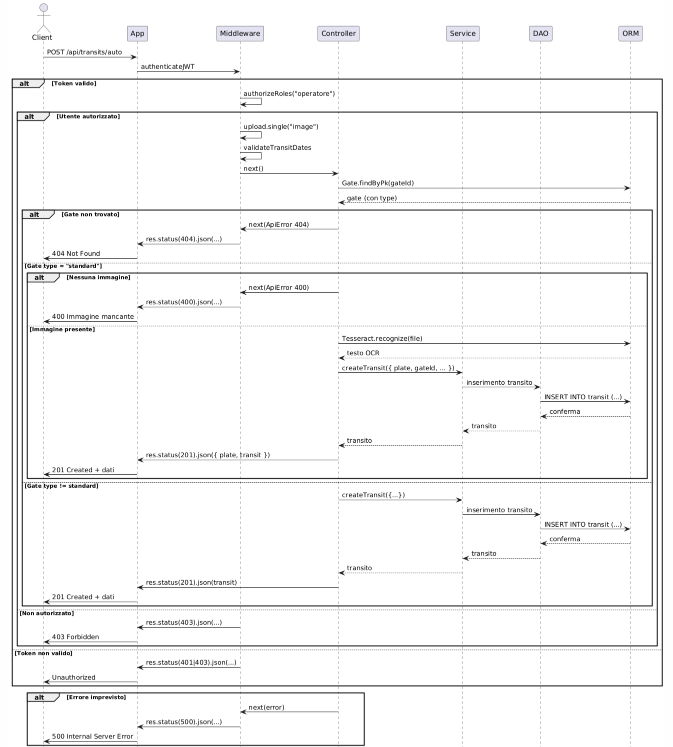 Client
App
Middleware
Controller
Service
DAO
ORM
POST /api/transits/auto
authenticateJWT
alt [Token valido]
authorizeRoles("operatore")
alt [Utente autorizzato]
upload.single("image")
validateTransitDates
next()
Gate.findByPk(gateId)
gate (con type)
alt [Gate non trovato]
next(ApiError 404)
res.status(404).json(...)
404 Not Found
[Gate type = "standard"]
alt [Nessuna immagine]
next(ApiError 400)
res.status(400).json(...)
400 Immagine mancante
[Immagine presente]
Tesseract.recognize(file)
testo OCR
createTransit({ plate, gateId, ... })
inserimento transito
INSERT INTO transit (...)
conferma
transito
transito
res.status(201).json({ plate, transit })
201 Created + dati
[Gate type != standard]
createTransit({...})
inserimento transito
INSERT INTO transit (...)
conferma
transito
transito
res.status(201).json(transit)
201 Created + dati
[Non autorizzato]
res.status(403).json(...)
403 Forbidden
[Token non valido]
res.status(401|403).json(...)
Unauthorized
alt [Errore imprevisto]
next(error)
res.status(500).json(...)
500 Internal Server Error